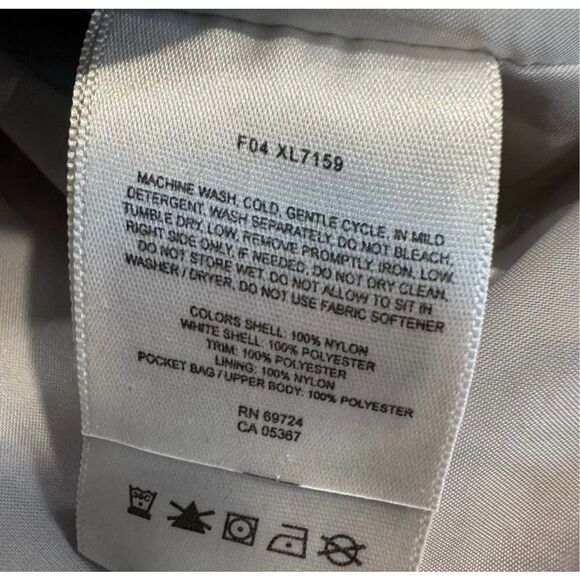 F04 XL7159
MACHINE WASH, COLD, GENTLE CYCLE, IN MILD
DETERGENT, WASH SEPARATELY, DO NOT BLEACH,
TUMBLE DRY, LOW, REMOVE PROMPTLY, IRON, LOW,
RIGHT SIDE ONLY, IF NEEDED, DO NOT DRY CLEAN,
DO NOT STORE WET, DO NOT ALLOW TO SIT IN
WASHER / DRYER, DO NOT USE FABRIC SOFTENER
COLORS SHELL: 100% NYLON
WHITE SHELL: 100% POLYESTER
TRIM: 100% POLYESTER
LINING: 100% NYLON
POCKET BAG / UPPER BODY: 100% POLYESTER
RN 69724
CA 05367
30C